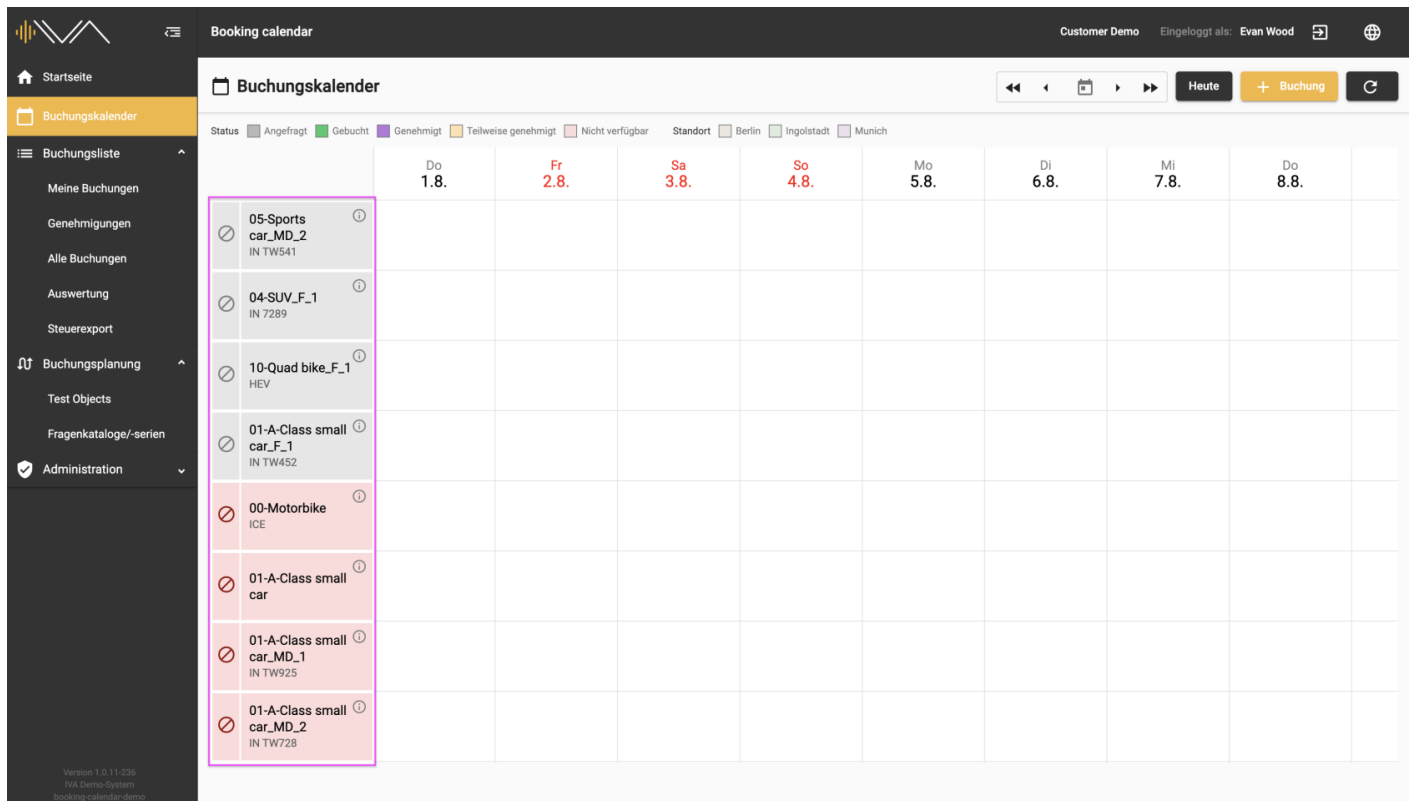 IVA
Booking calendar
Customer Demo Eingeloggt als: Evan Wood
Startseite
Buchungskalender
Buchungsliste
Meine Buchungen
Genehmigungen
Alle Buchungen
Auswertung
Steuerexport
Buchungsplanung
Test Objects
Fragenkataloge/-serien
Administration
Version 1.0.11-236
IVA Demo-System
booking-calendar-demo
Buchungskalender
Heute
+ Buchung
Status Angefragt Gebucht Genehmigt Teilweise genehmigt Nicht verfügbar Standort Berlin Ingolstadt Munich
Do Fr Sa So Mo Di Mi Do
1.8. 2.8. 3.8. 4.8. 5.8. 6.8. 7.8. 8.8.
05-Sports
car_MD_2
IN TW541
04-SUV_F_1
IN 7289
10-Quad bike_F_1
HEV
01-A-Class small
car_F_1
IN TW452
00-Motorbike
ICE
01-A-Class small
car
01-A-Class small
car_MD_1
IN TW925
01-A-Class small
car_MD_2
IN TW728